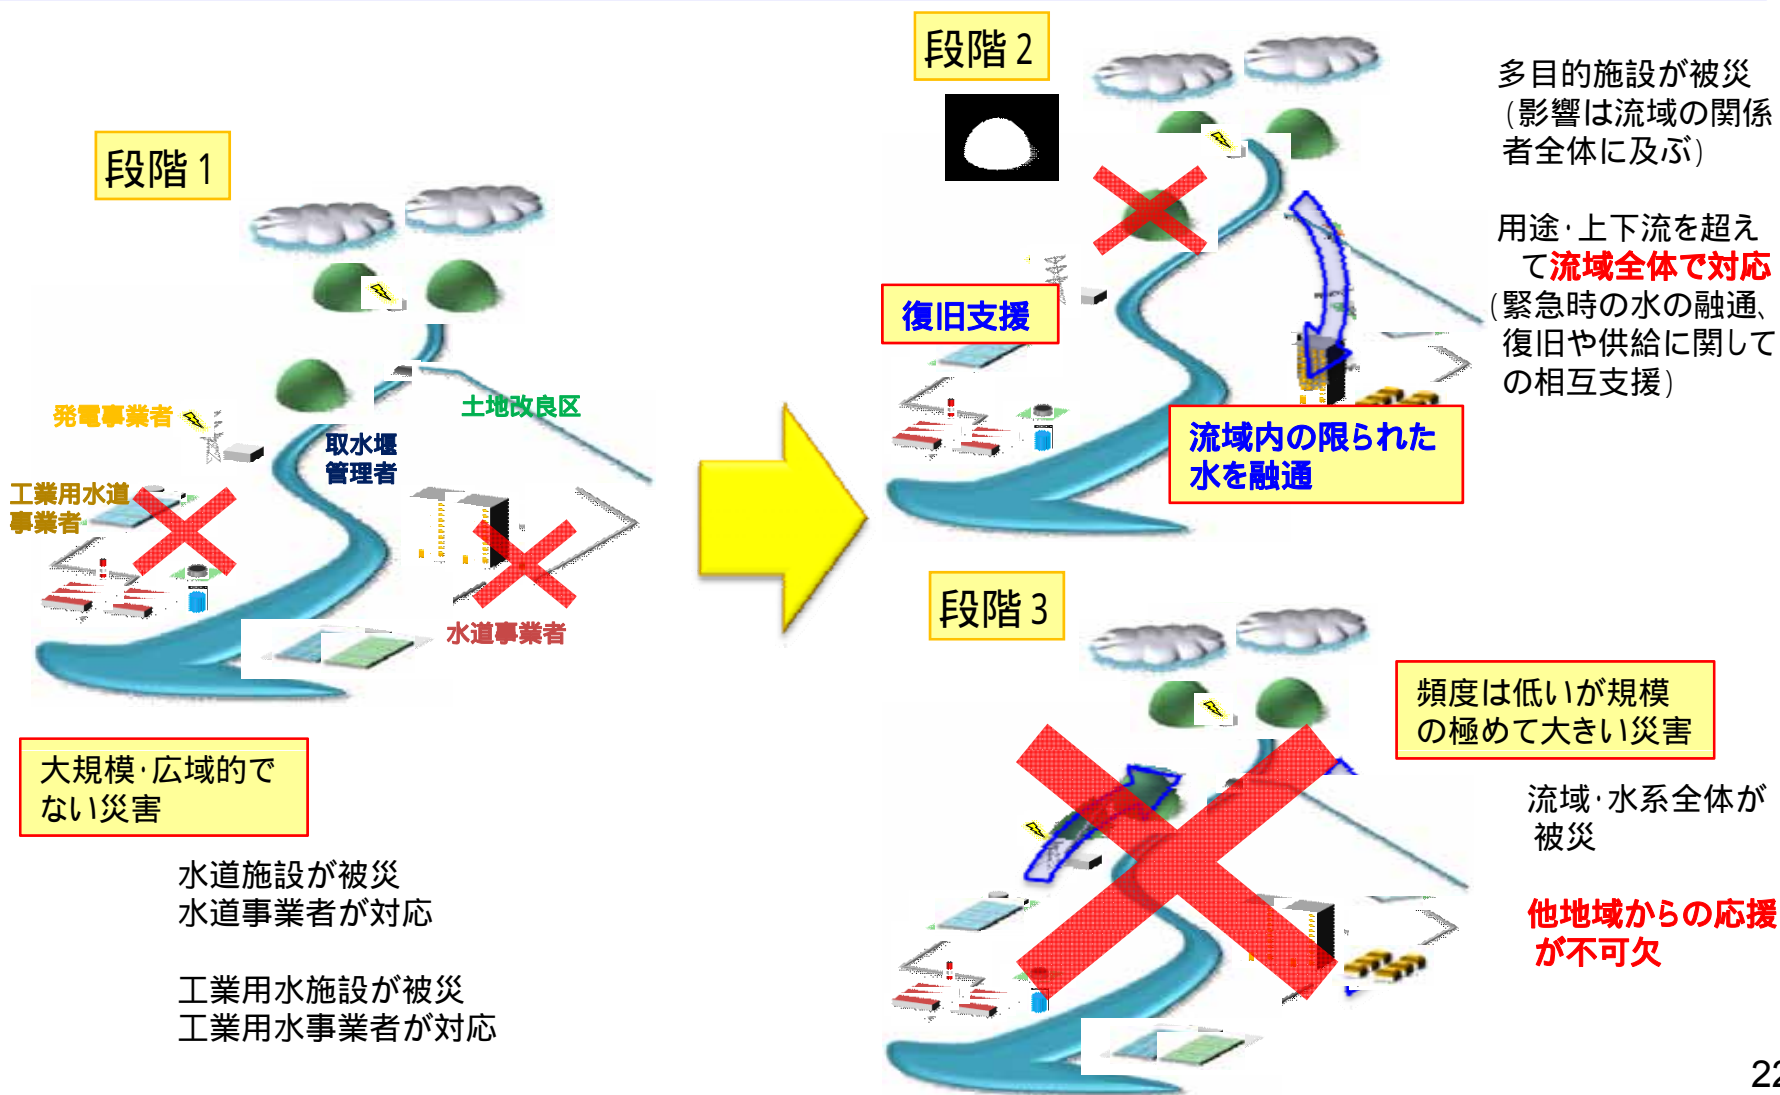 段階1
発電事業者
土地改良区
取水堰
管理者
工業用水道
事業者
水道事業者
大規模･広域的で
ない災害
水道施設が被災
水道事業者が対応
工業用水施設が被災
工業用水事業者が対応
段階2
復旧支援
流域内の限られた
水を融通
多目的施設が被災
(影響は流域の関係
者全体に及ぶ)
用途･上下流を超え
て流域全体で対応
(緊急時の水の融通、
復旧や供給に関して
の相互支援)
段階3
頻度は低いが規模
の極めて大きい災害
流域･水系全体が
被災
他地域からの応援
が不可欠
22